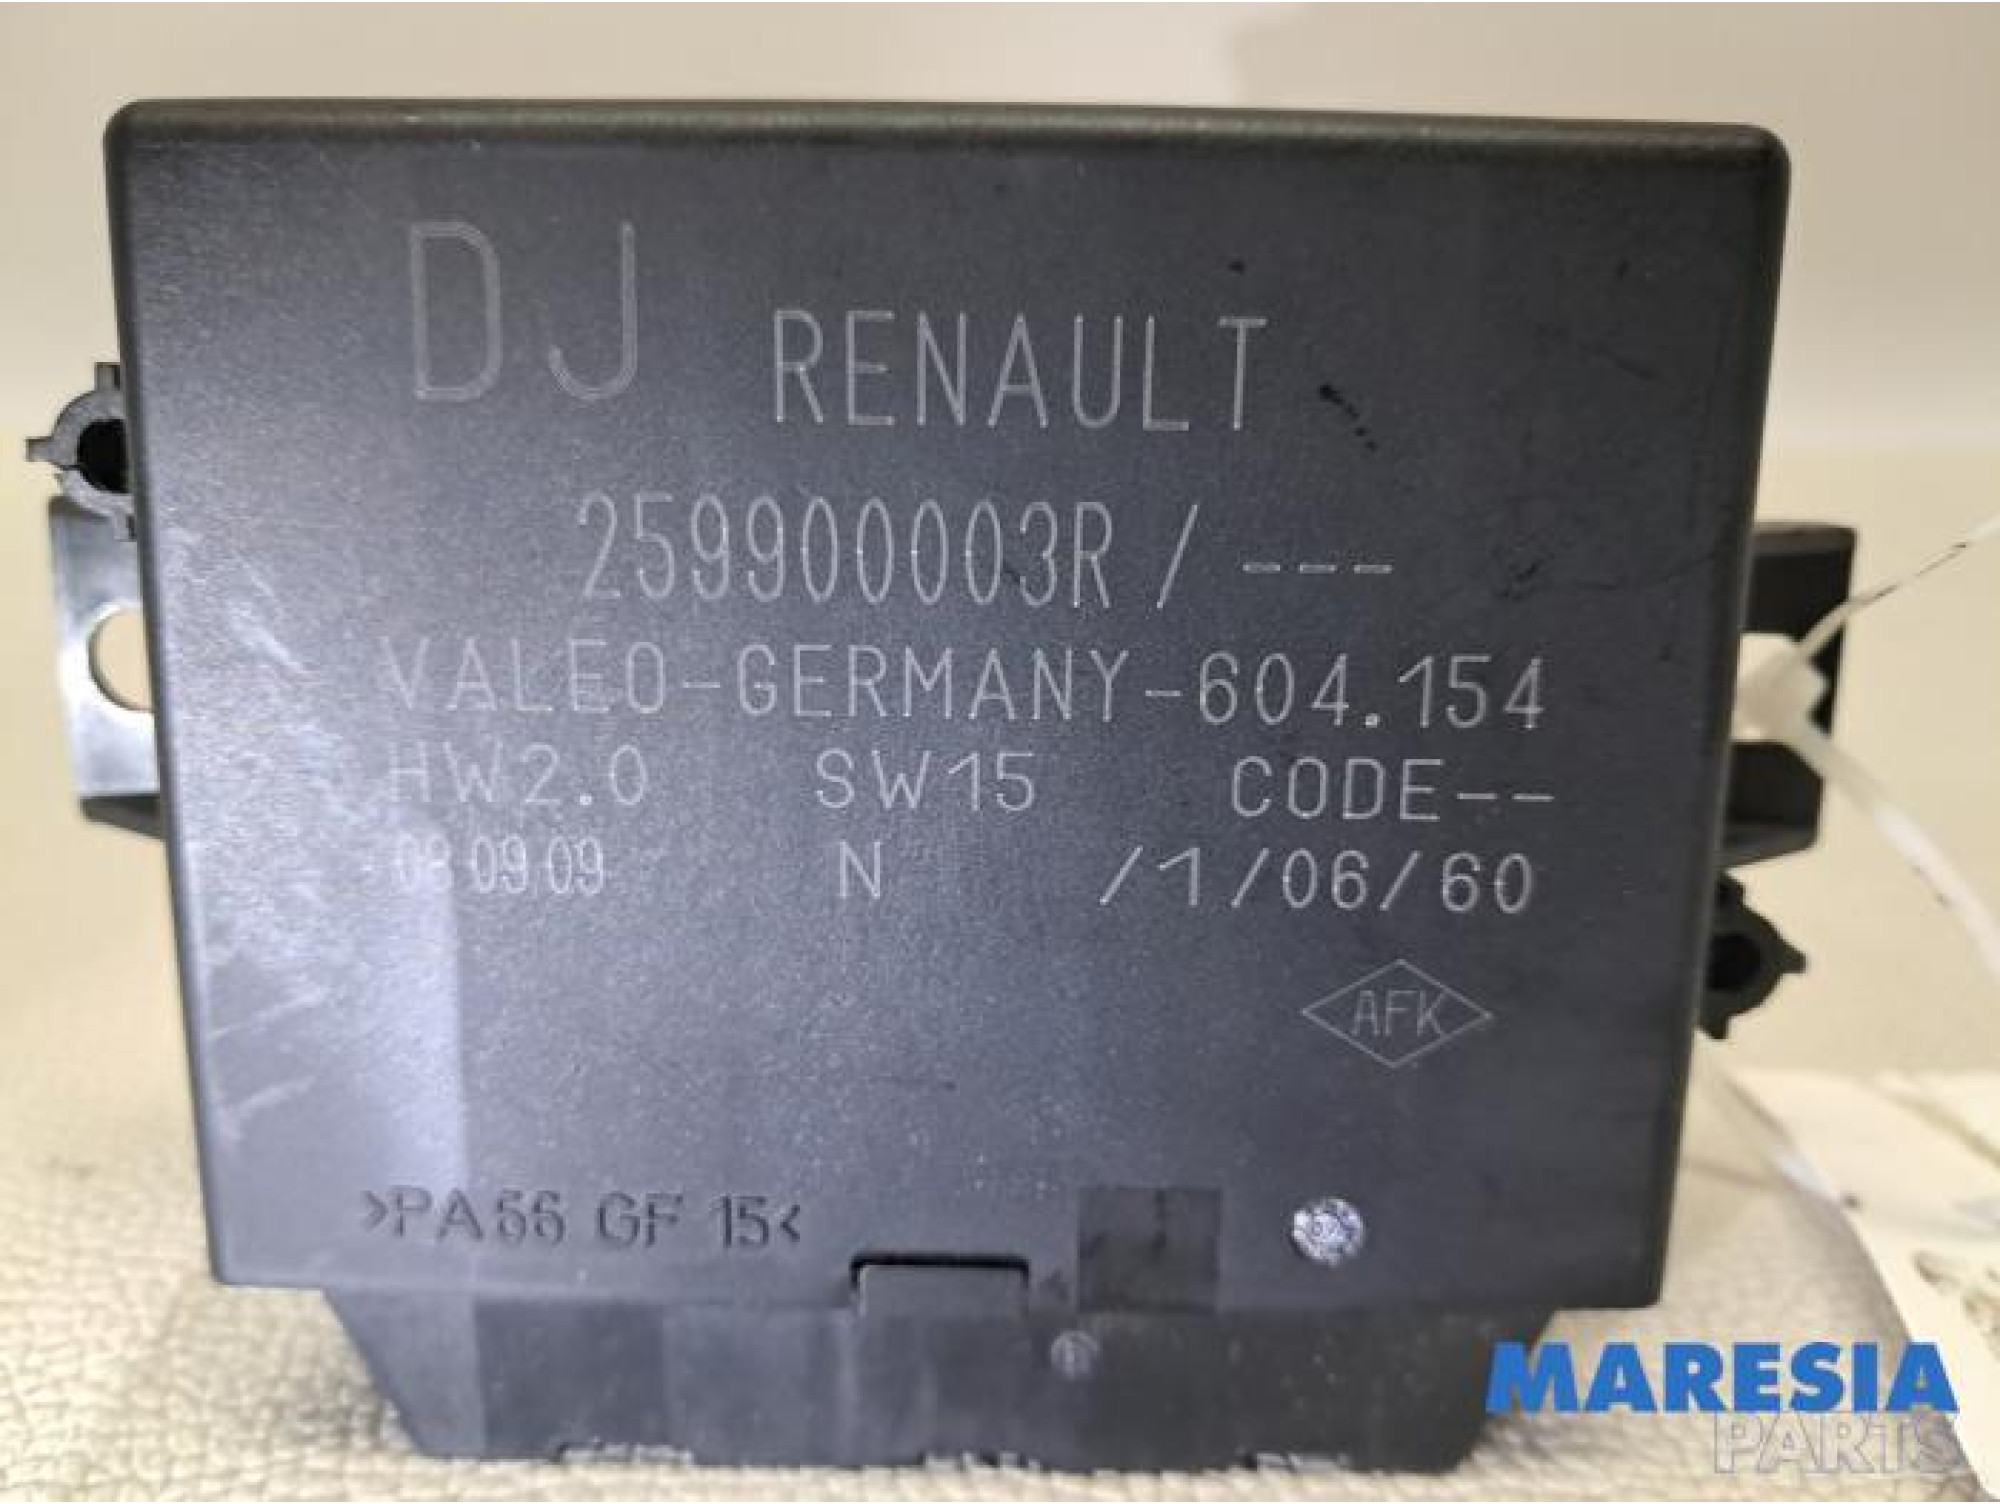 DJ RENAULT
259900003R / ---
VALEO-GERMANY-604.154
HW2.0 SW15 CODE--
08 09/09 N /1/06/60
AFK
>PA66 GF 15<
MARESIA
PARTS